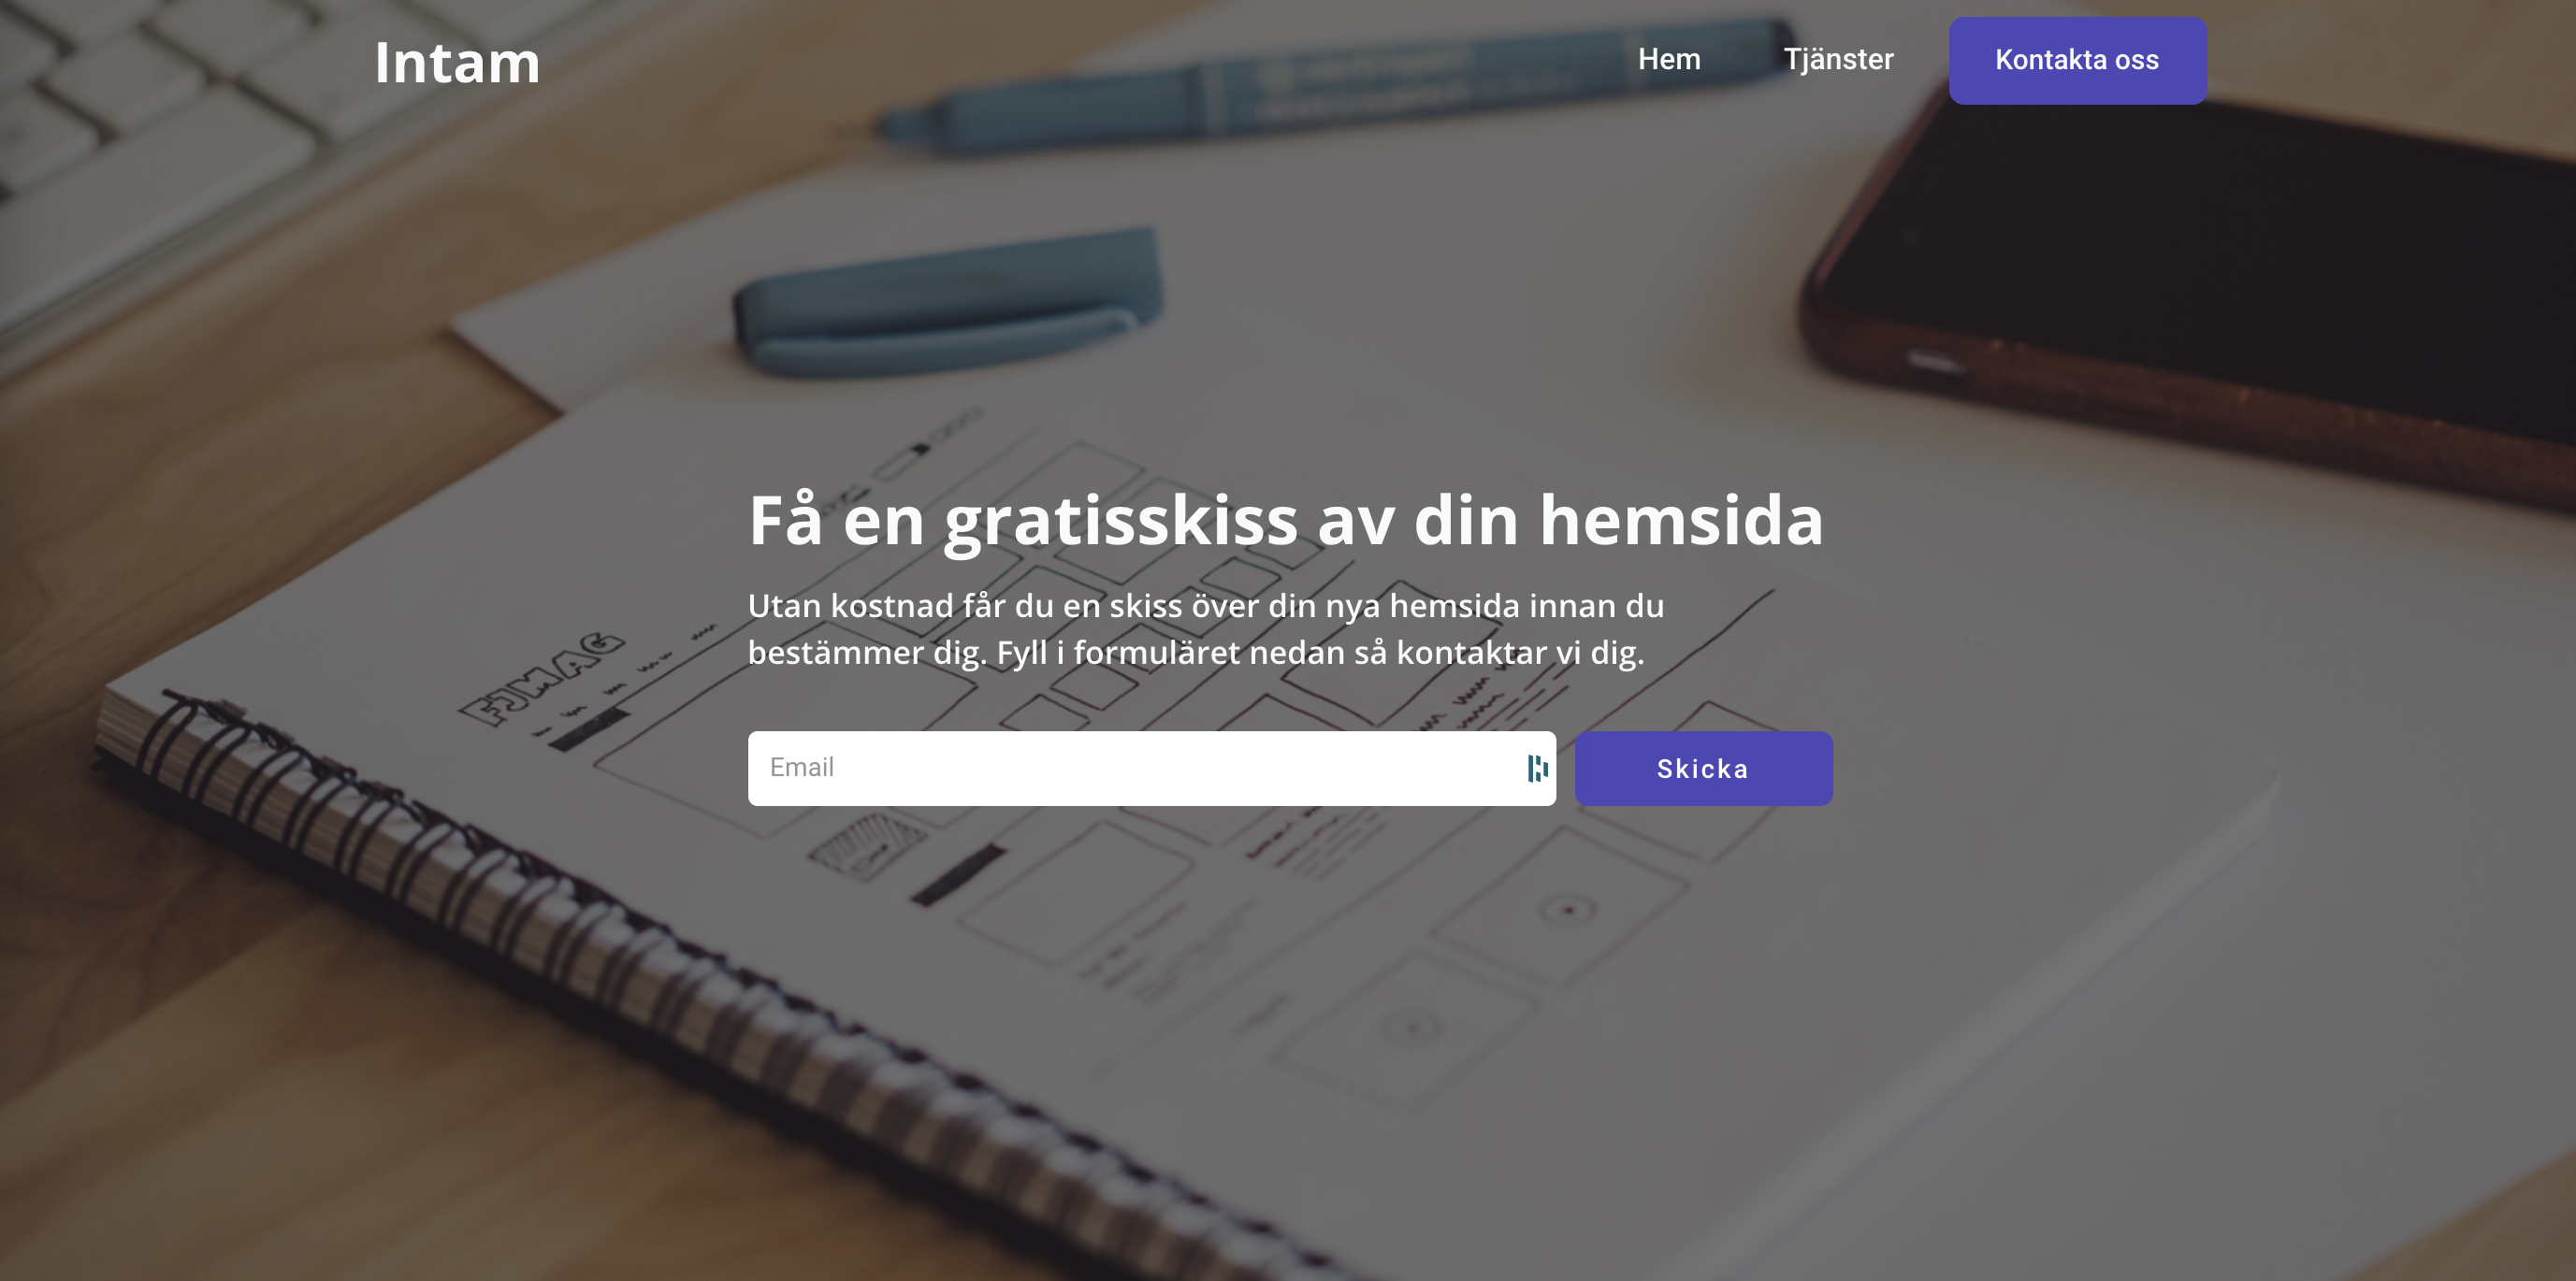 Intam
Hem
Tjänster
Kontakta oss
Få en gratisskiss av din hemsida
Utan kostnad får du en skiss över din nya hemsida innan du
bestämmer dig. Fyll i formuläret nedan så kontaktar vi dig.
Email
Skicka
FJMAG